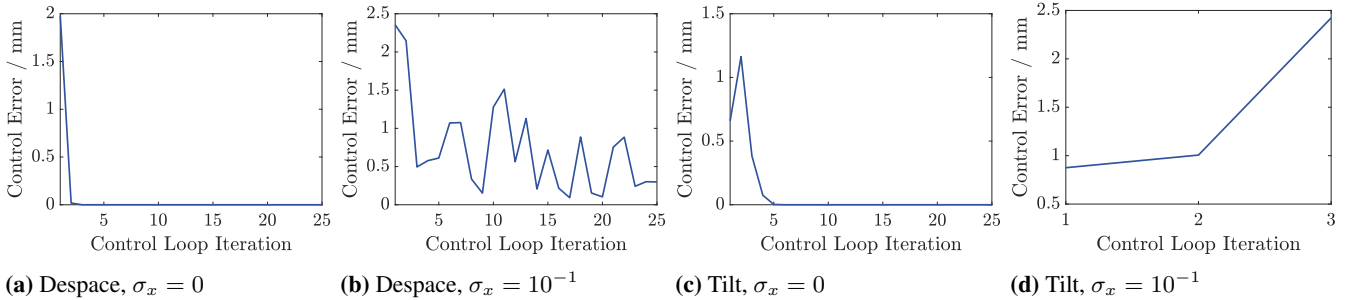 Control Error / mm
2
1.5
1
0.5
0
5 10 15 20 25
Control Loop Iteration
(a) Despace, σx = 0
Control Error / mm
2.5
2
1.5
1
0.5
0
5 10 15 20 25
Control Loop Iteration
(b) Despace, σx = 10⁻¹
Control Error / mm
1.5
1
0.5
0
5 10 15 20 25
Control Loop Iteration
(c) Tilt, σx = 0
Control Error / mm
2.5
2
1.5
1
0.5
1 2 3
Control Loop Iteration
(d) Tilt, σx = 10⁻¹